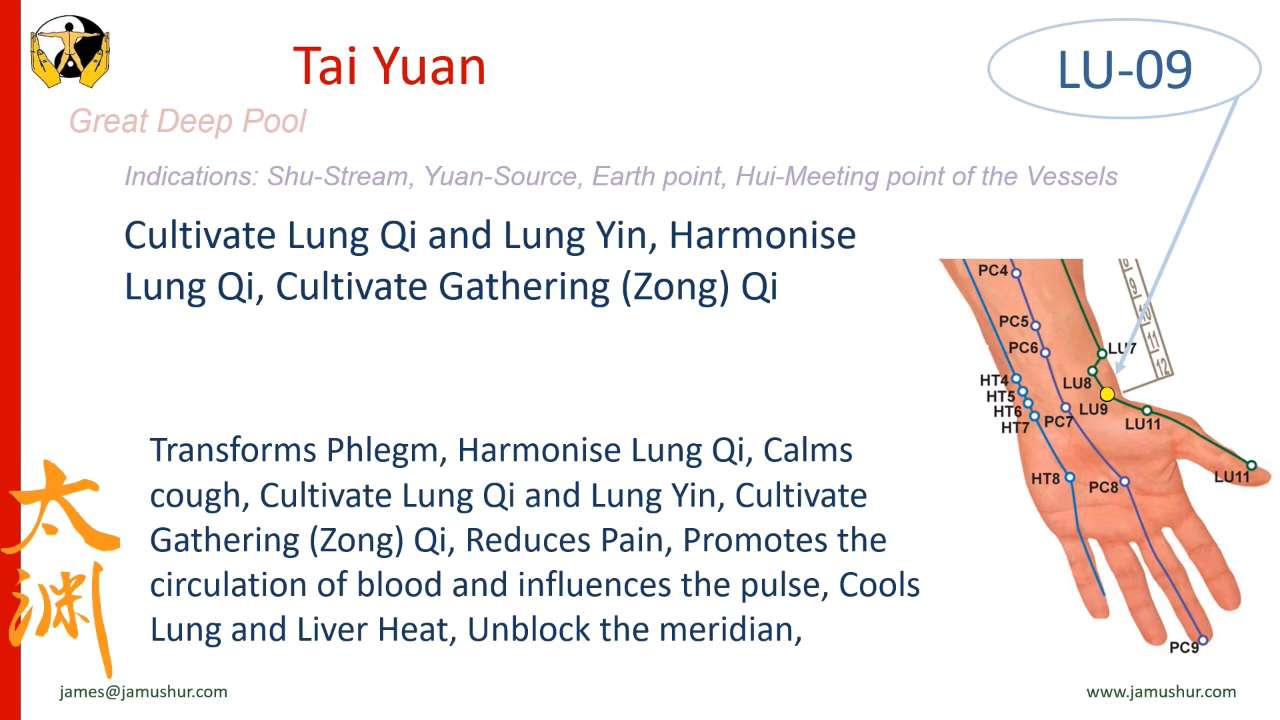 Tai Yuan
LU-09
Great Deep Pool
Indications: Shu-Stream, Yuan-Source, Earth point, Hui-Meeting point of the Vessels
Cultivate Lung Qi and Lung Yin, Harmonise
Lung Qi, Cultivate Gathering (Zong) Qi
PC4
PC5
PC6
LU7
LU8
HT4
HT5
HT6
HT7
LU9
PC7
LU11
HT8
PC8
LU11
PC9
9
10
11
12
Transforms Phlegm, Harmonise Lung Qi, Calms
cough, Cultivate Lung Qi and Lung Yin, Cultivate
Gathering (Zong) Qi, Reduces Pain, Promotes the
circulation of blood and influences the pulse, Cools
Lung and Liver Heat, Unblock the meridian,
太
渊
james@jamushur.com
www.jamushur.com